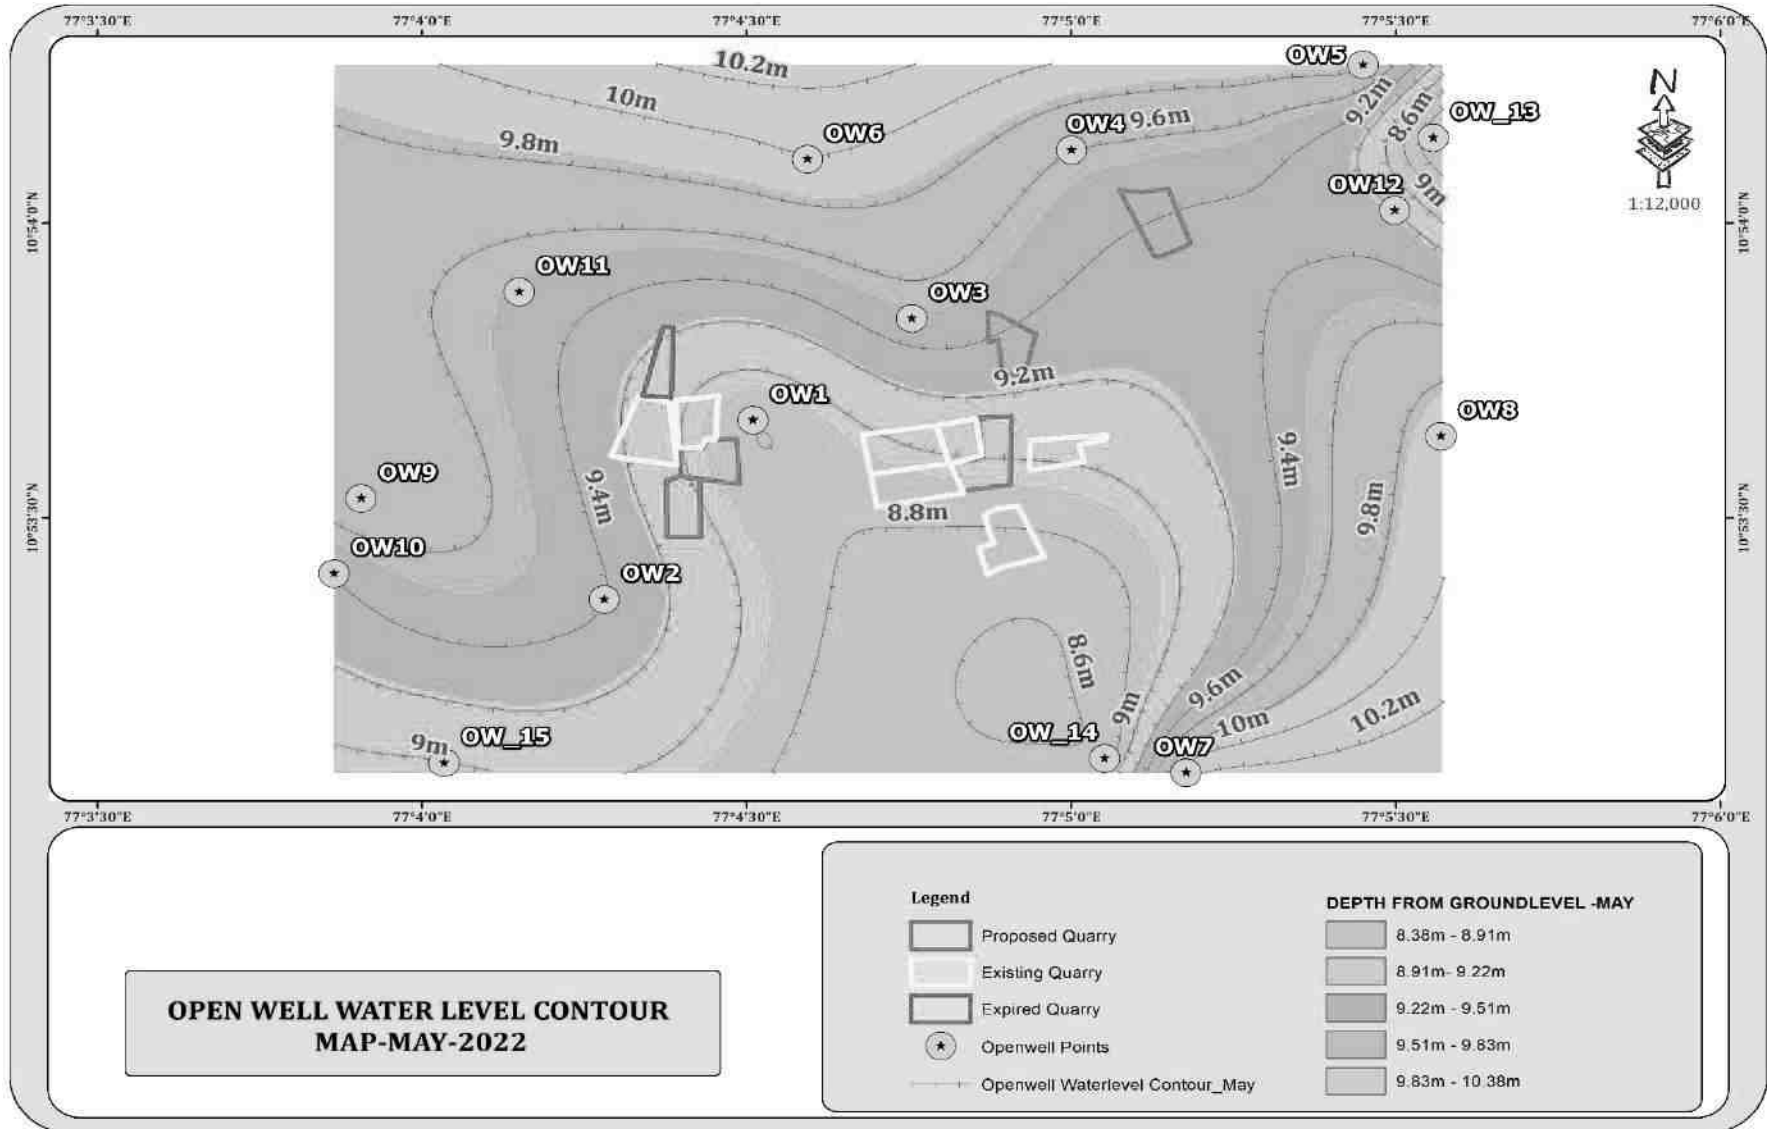 77°3'30"E 77°4'0"E 77°4'30"E 77°5'0"E 77°5'30"E 77°6'0"E
10.2m
OW5
10m
9.2m
8.6m
OW_13
N
9.8m
OW6
OW4
9.6m
OW12
9m
1:12,000
10°54'0"N
10°54'0"N
OW11
OW3
9.2m
OW1
OW8
9.4m
OW9
9.4m
9.8m
8.8m
10°53'30"N
10°53'30"N
OW10
OW2
8.6m
9.6m
9m
10m
10.2m
9m
OW_15
OW_14
OW7
77°3'30"E 77°4'0"E 77°4'30"E 77°5'0"E 77°5'30"E 77°6'0"E
OPEN WELL WATER LEVEL CONTOUR
MAP-MAY-2022
Legend
Proposed Quarry
Existing Quarry
Expired Quarry
Openwell Points
Openwell Waterlevel Contour_May
DEPTH FROM GROUNDLEVEL -MAY
8.38m - 8.91m
8.91m- 9.22m
9.22m - 9.51m
9.51m - 9.83m
9.83m - 10.38m